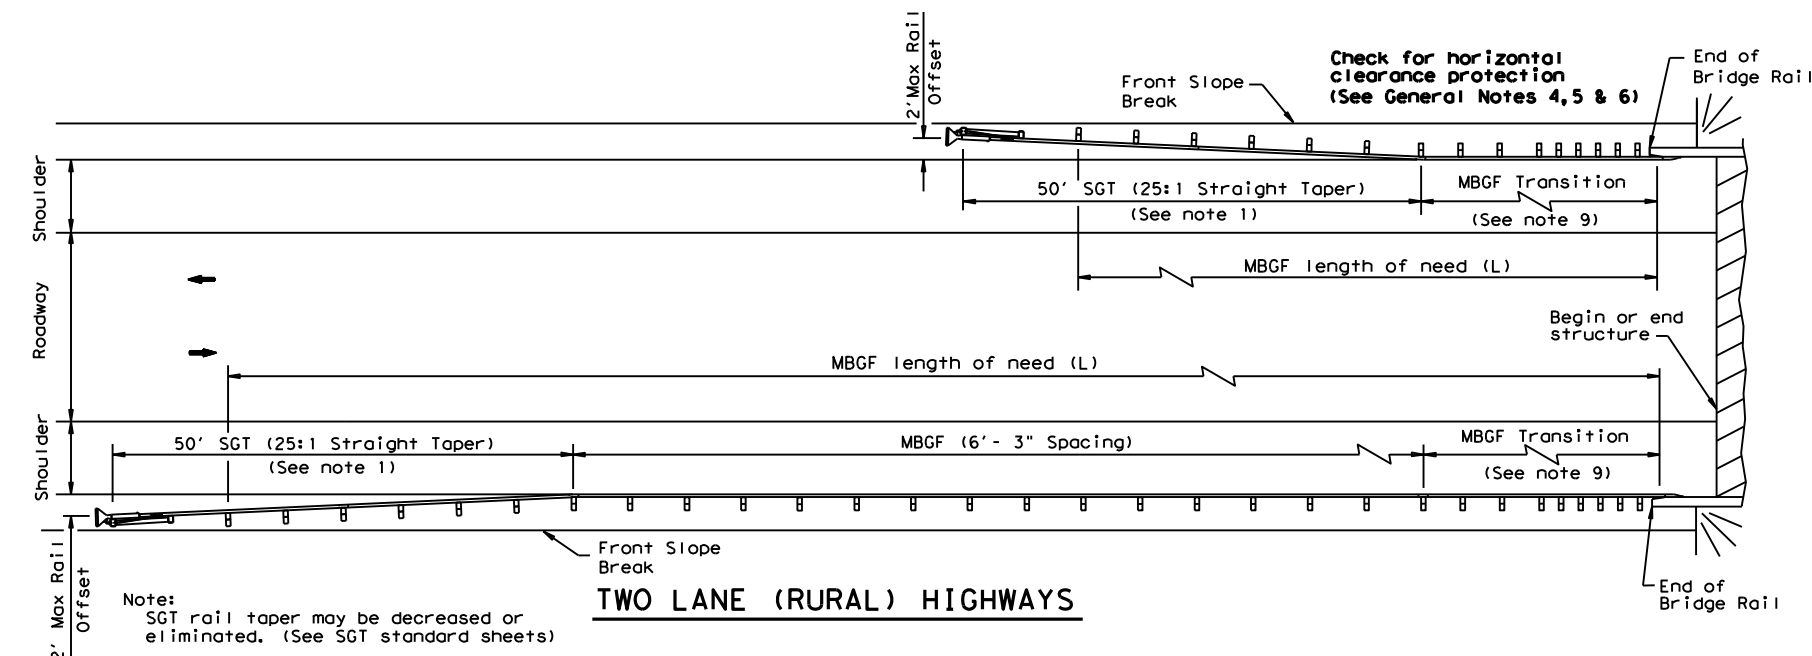 2' Max Rail
Offset
Front Slope
Break
Check for horizontal
clearance protection
(See General Notes 4,5 & 6)
End of
Bridge Rail
Shoulder
50' SGT (25:1 Straight Taper)
(See note 1)
MBGF Transition
(See note 9)
MBGF length of need (L)
Roadway
Begin or end
structure
MBGF length of need (L)
Shoulder
50' SGT (25:1 Straight Taper)
(See note 1)
MBGF (6'- 3" Spacing)
MBGF Transition
(See note 9)
2' Max Rail
Offset
Front Slope
Break
End of
Bridge Rail
Note:
SGT rail taper may be decreased or
eliminated. (See SGT standard sheets)
TWO LANE (RURAL) HIGHWAYS